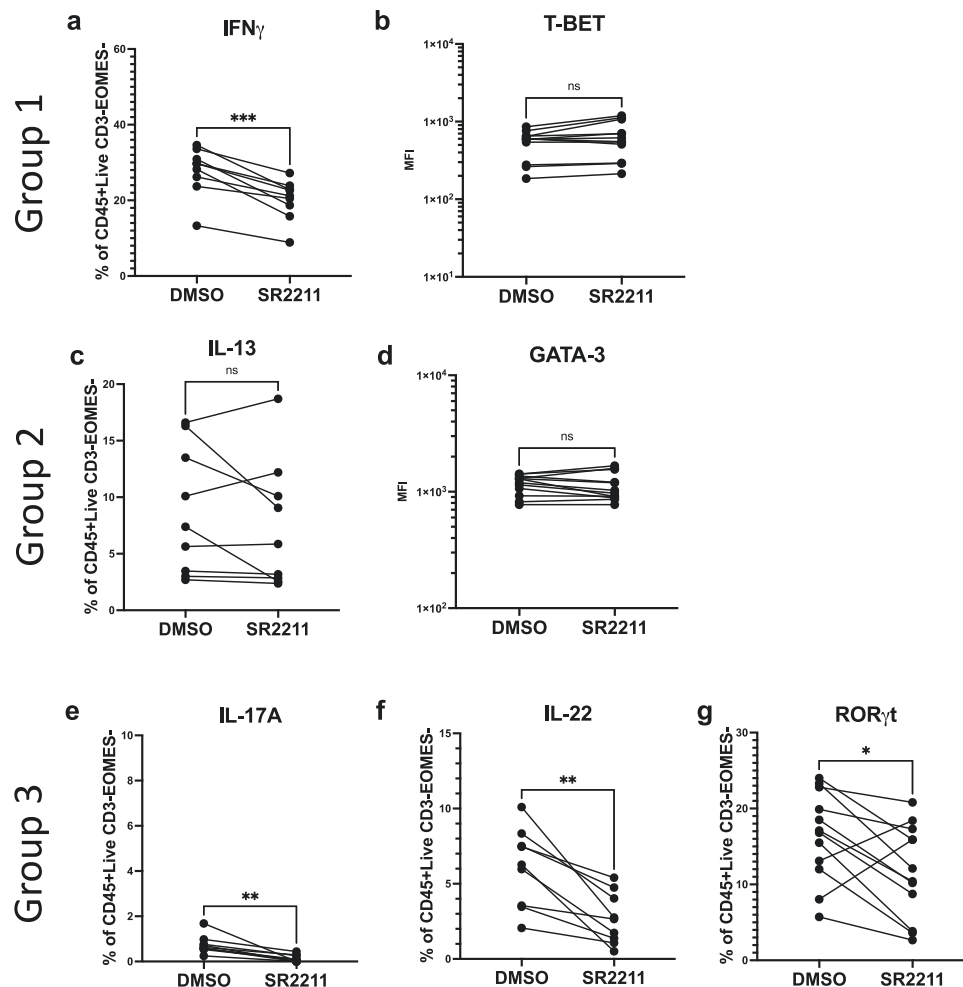 Group 1
a
IFNγ
% of CD45+Live CD3-EOMES-
60
40
20
0
***
DMSO SR2211
b
T-BET
MFI
1×10⁴
1×10³
1×10²
1×10¹
ns
DMSO SR2211
Group 2
c
IL-13
% of CD45+Live CD3-EOMES-
20
15
10
5
0
ns
DMSO SR2211
d
GATA-3
MFI
1×10⁴
1×10³
1×10²
ns
DMSO SR2211
Group 3
e
IL-17A
% of CD45+Live CD3-EOMES-
10
8
6
4
2
0
**
DMSO SR2211
f
IL-22
% of CD45+Live CD3-EOMES-
15
10
5
0
**
DMSO SR2211
g
RORγt
% of CD45+Live CD3-EOMES-
30
20
10
0
*
DMSO SR2211